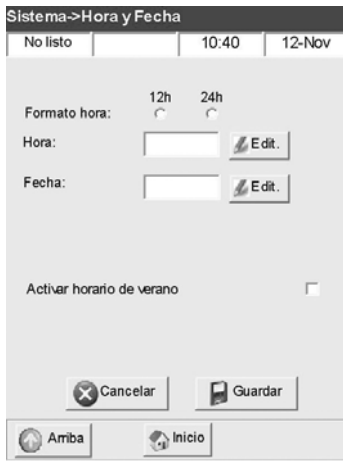 Sistema->Hora y Fecha
No listo 10:40 12-Nov
12h 24h
Formato hora:
Hora: Edit.
Fecha: Edit.
Activar horario de verano
Cancelar Guardar
Arriba Inicio